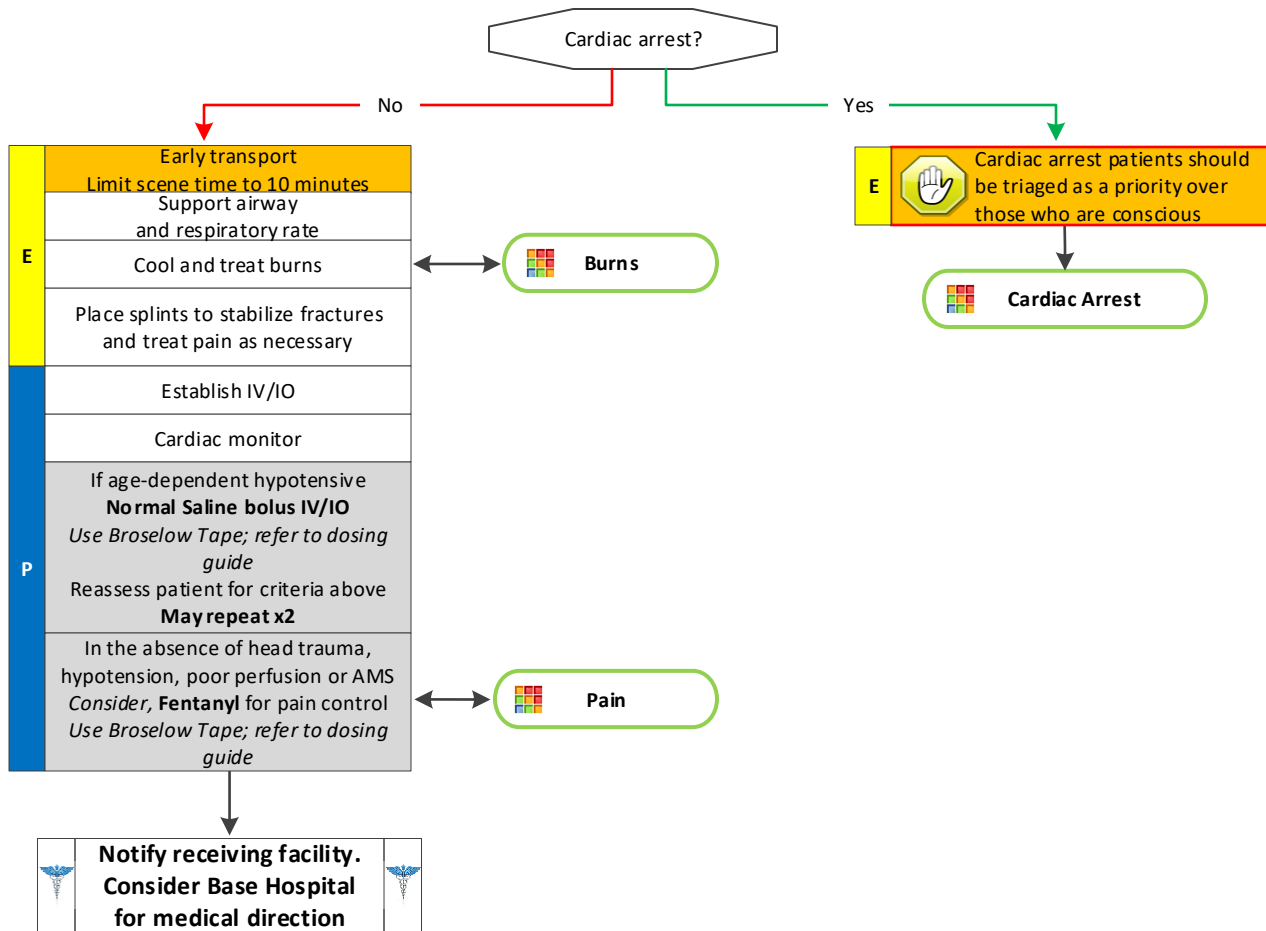 Cardiac arrest?
No
Yes
E
Early transport
Limit scene time to 10 minutes
Support airway
and respiratory rate
Cool and treat burns
Place splints to stabilize fractures
and treat pain as necessary
Burns
E
Cardiac arrest patients should
be triaged as a priority over
those who are conscious
Cardiac Arrest
P
Establish IV/IO
Cardiac monitor
If age-dependent hypotensive
Normal Saline bolus IV/IO
Use Broselow Tape; refer to dosing
guide
Reassess patient for criteria above
May repeat x2
In the absence of head trauma,
hypotension, poor perfusion or AMS
Consider, Fentanyl for pain control
Use Broselow Tape; refer to dosing
guide
Pain
Notify receiving facility.
Consider Base Hospital
for medical direction